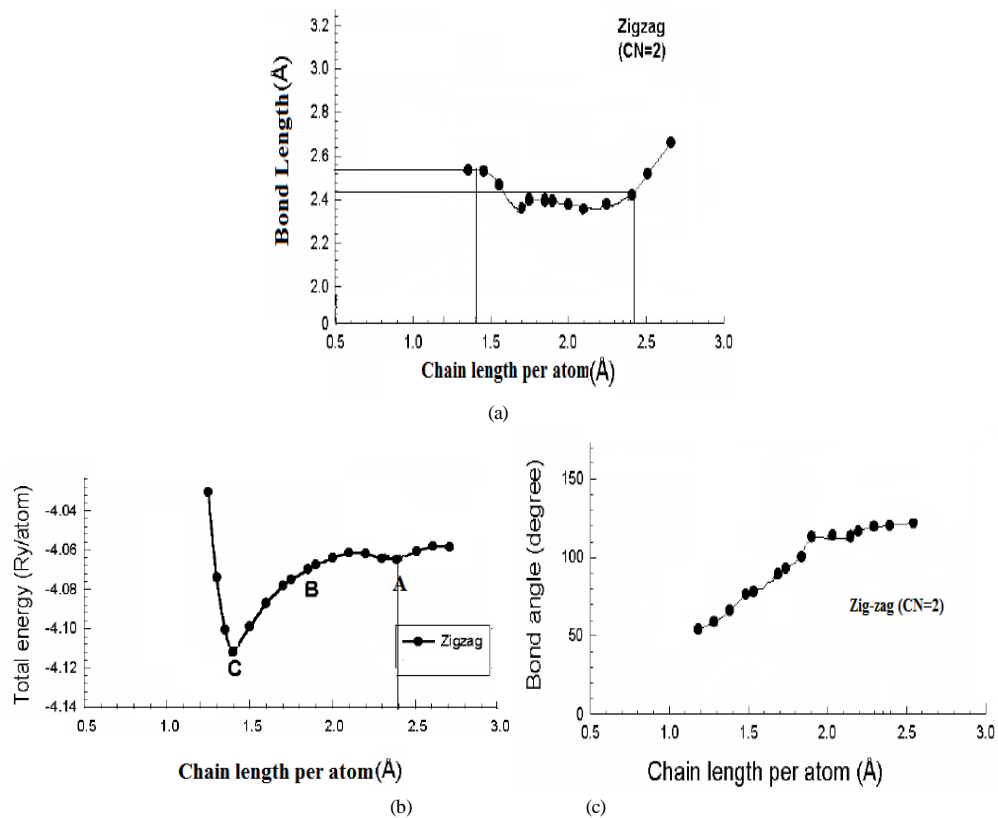 3.2
3.0
2.8
2.6
2.4
2.2
2.0
0
Bond Length(Å)
Zigzag
(CN=2)
0.5 1.0 1.5 2.0 2.5 3.0
Chain length per atom(Å)
(a)
-4.04
-4.06
-4.08
-4.10
-4.12
-4.14
Total energy (Ry/atom)
A
B
C
Zigzag
0.5 1.0 1.5 2.0 2.5 3.0
Chain length per atom(Å)
(b)
150
100
50
0
Bond angle (degree)
Zig-zag (CN=2)
0.5 1.0 1.5 2.0 2.5 3.0
Chain length per atom (Å)
(c)